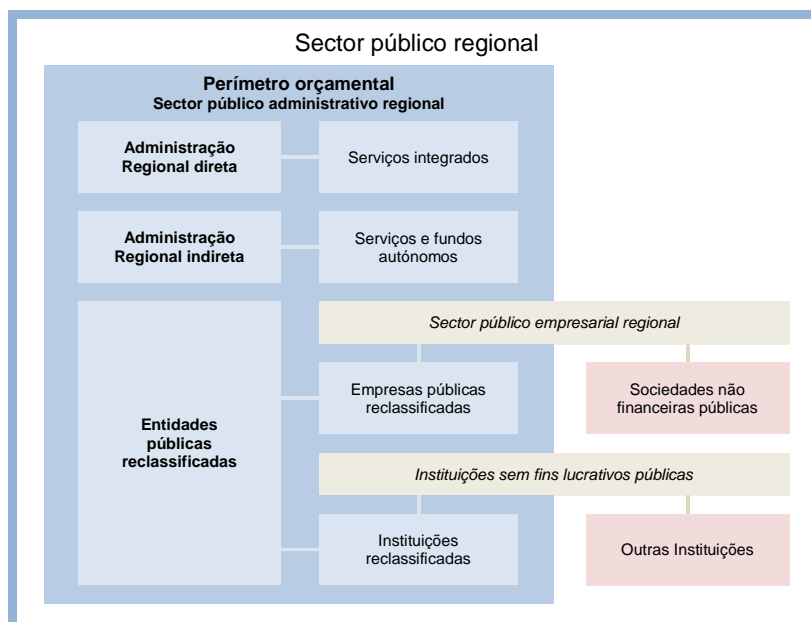 Sector público regional
Perímetro orçamental
Sector público administrativo regional
Administração
Regional direta
Serviços integrados
Administração
Regional indireta
Serviços e fundos
autónomos
Sector público empresarial regional
Empresas públicas
reclassificadas
Sociedades não
financeiras públicas
Entidades
públicas
reclassificadas
Instituições sem fins lucrativos públicas
Instituições
reclassificadas
Outras Instituições